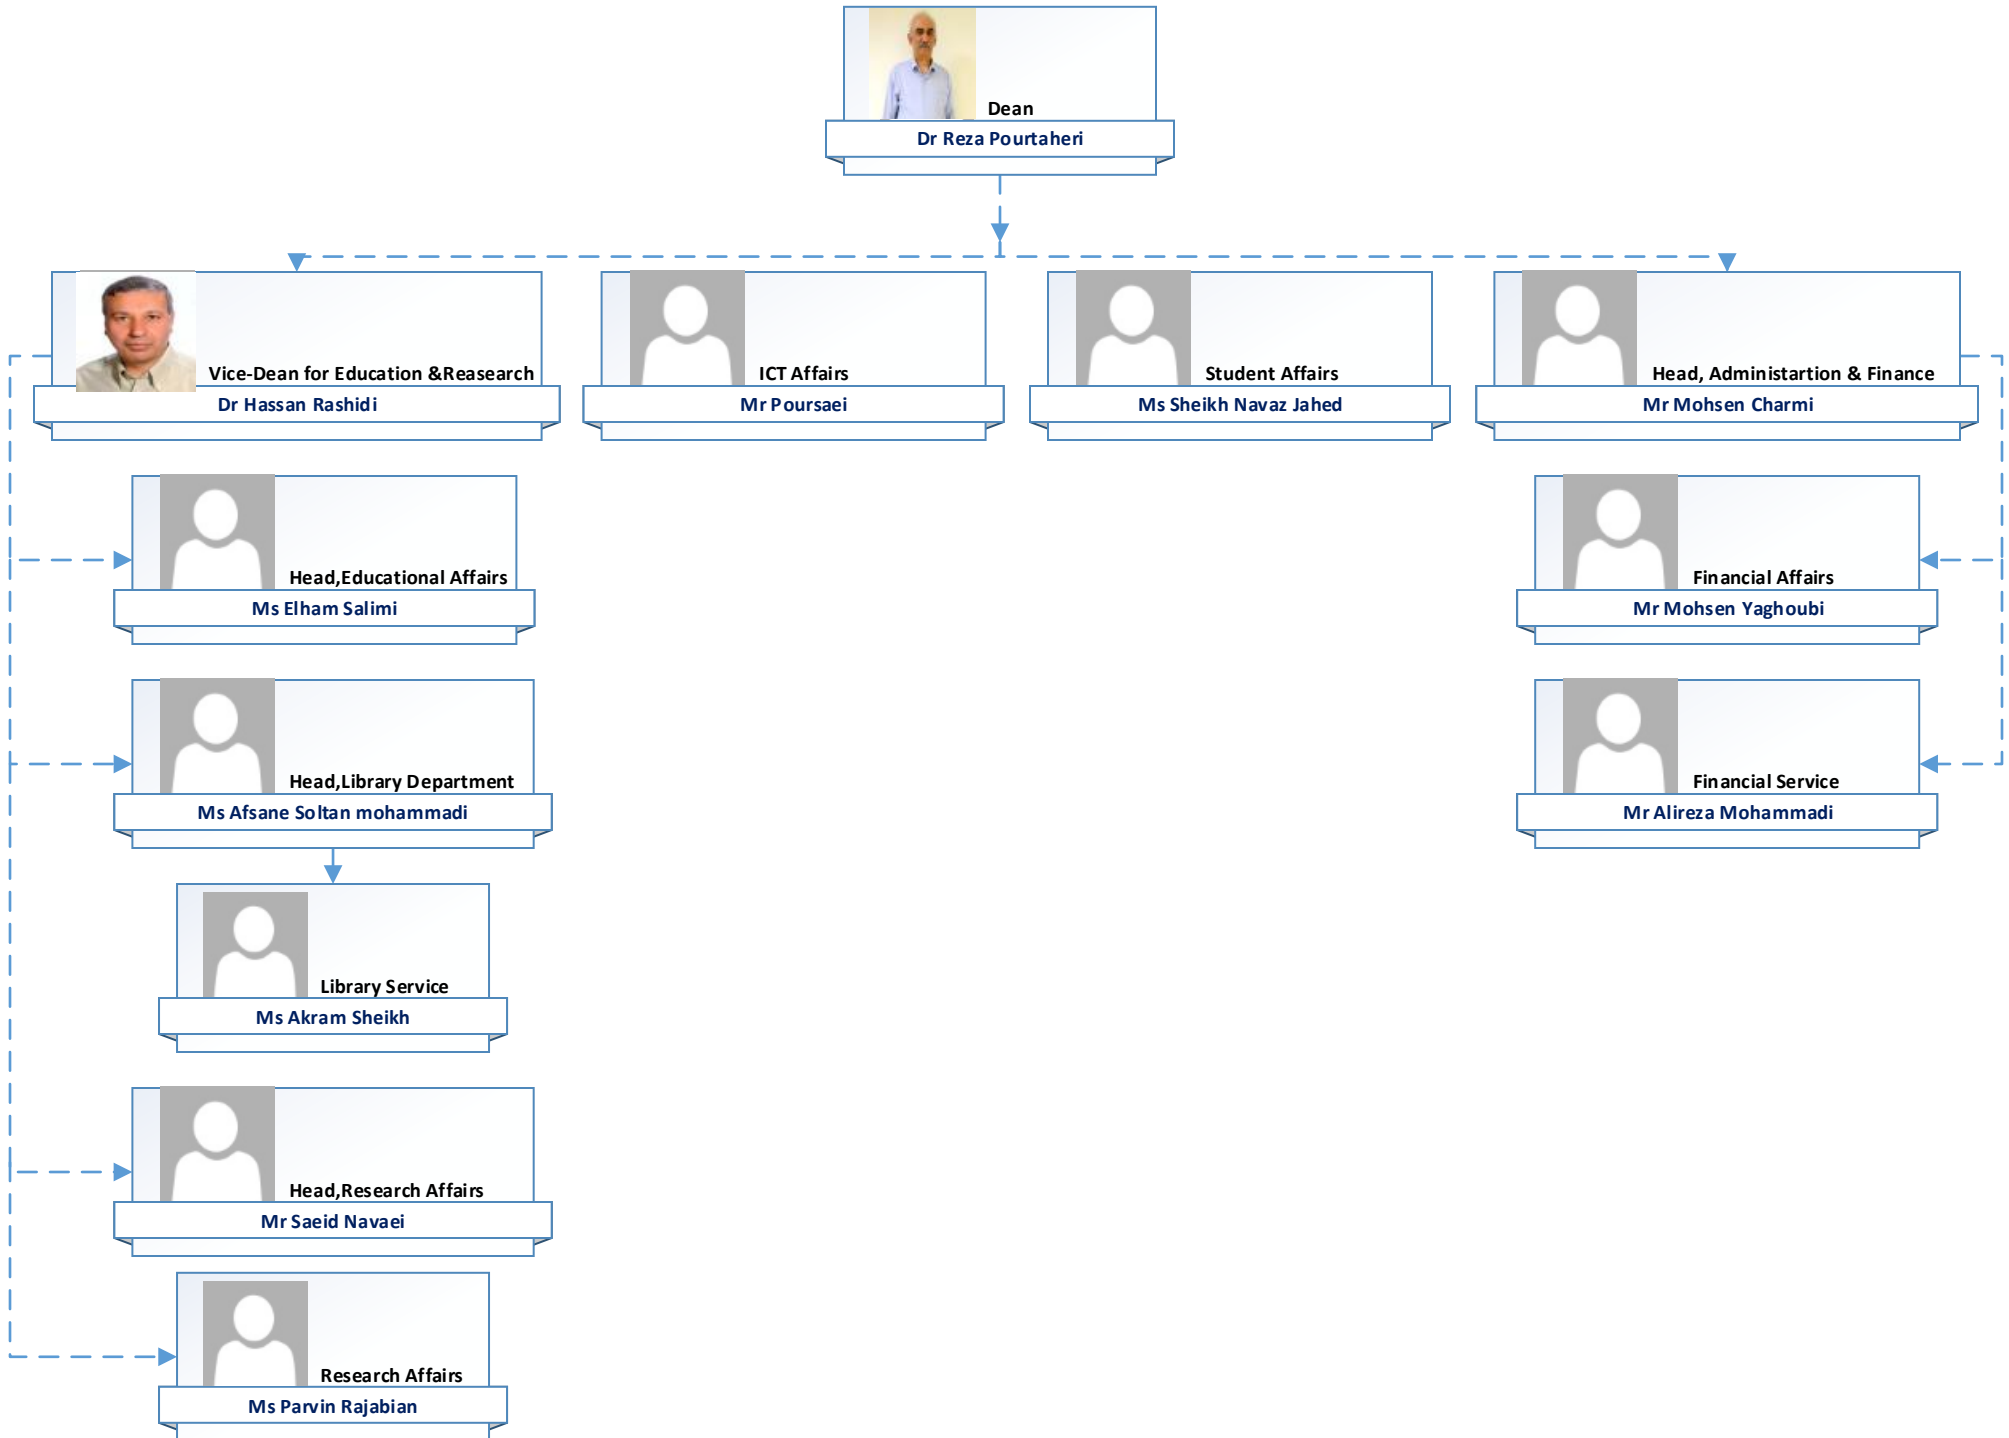 Dean
Dr Reza Pourtaheri
Vice-Dean for Education &Reasearch
Dr Hassan Rashidi
ICT Affairs
Mr Poursaei
Student Affairs
Ms Sheikh Navaz Jahed
Head, Administartion & Finance
Mr Mohsen Charmi
Head,Educational Affairs
Ms Elham Salimi
Financial Affairs
Mr Mohsen Yaghoubi
Head,Library Department
Ms Afsane Soltan mohammadi
Financial Service
Mr Alireza Mohammadi
Library Service
Ms Akram Sheikh
Head,Research Affairs
Mr Saeid Navaei
Research Affairs
Ms Parvin Rajabian